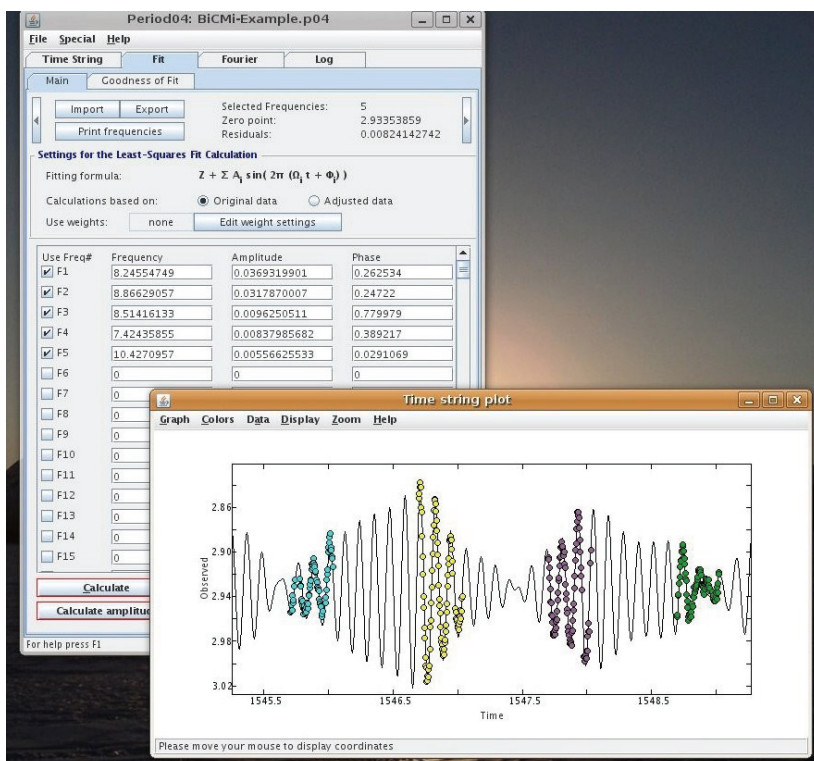 Period04: BiCMi-Example.p04
File Special Help
Time String Fit Fourier Log
Main Goodness of Fit
Import Export
Print frequencies
Selected Frequencies: 5
Zero point: 2.93353859
Residuals: 0.00824142742
Settings for the Least-Squares Fit Calculation
Fitting formula: Z + Σ Aᵢ sin( 2π (Ωᵢ t + Φᵢ) )
Calculations based on: Original data Adjusted data
Use weights: none Edit weight settings
Use Freq# Frequency Amplitude Phase
F1 8.24554749 0.0369319901 0.262534
F2 8.86629057 0.0317870007 0.24722
F3 8.51416133 0.0096250511 0.779979
F4 7.42435855 0.00837985682 0.389217
F5 10.4270957 0.00556625533 0.0291069
F6 0 0 0
F7 0
F8 0
F9 0
F10 0
F11 0
F12 0
F13 0
F14 0
F15 0
Calculate
Calculate amplitud
For help press F1
Time string plot
Graph Colors Data Display Zoom Help
Observed
2.86
2.90
2.94
2.98
3.02
1545.5 1546.5 1547.5 1548.5
Time
Please move your mouse to display coordinates